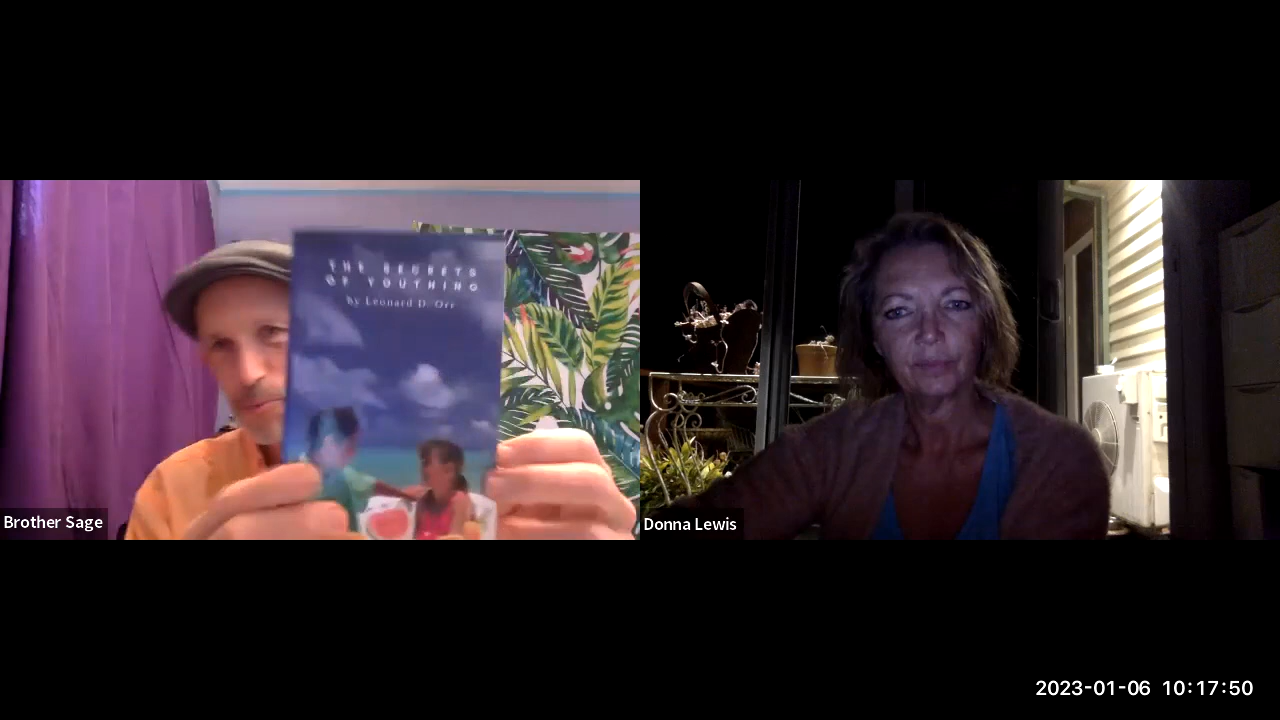 THE SECRETS
OF YOUTHING
By Leonard D. Orr
Brother Sage
Donna Lewis
2023-01-06 10:17:50